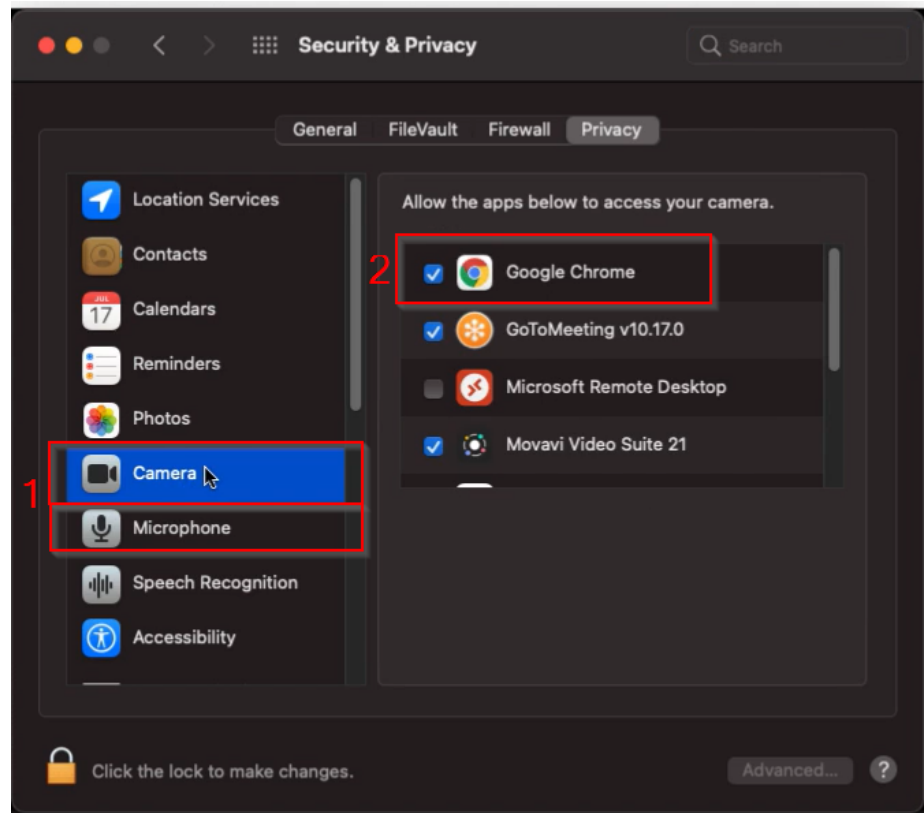 Security & Privacy
Search
General FileVault Firewall Privacy
Location Services
Contacts
JUL
17
Calendars
Reminders
Photos
1
Camera
Microphone
Speech Recognition
Accessibility
Allow the apps below to access your camera.
2
Google Chrome
GoToMeeting v10.17.0
Microsoft Remote Desktop
Movavi Video Suite 21
Click the lock to make changes.
Advanced...
?